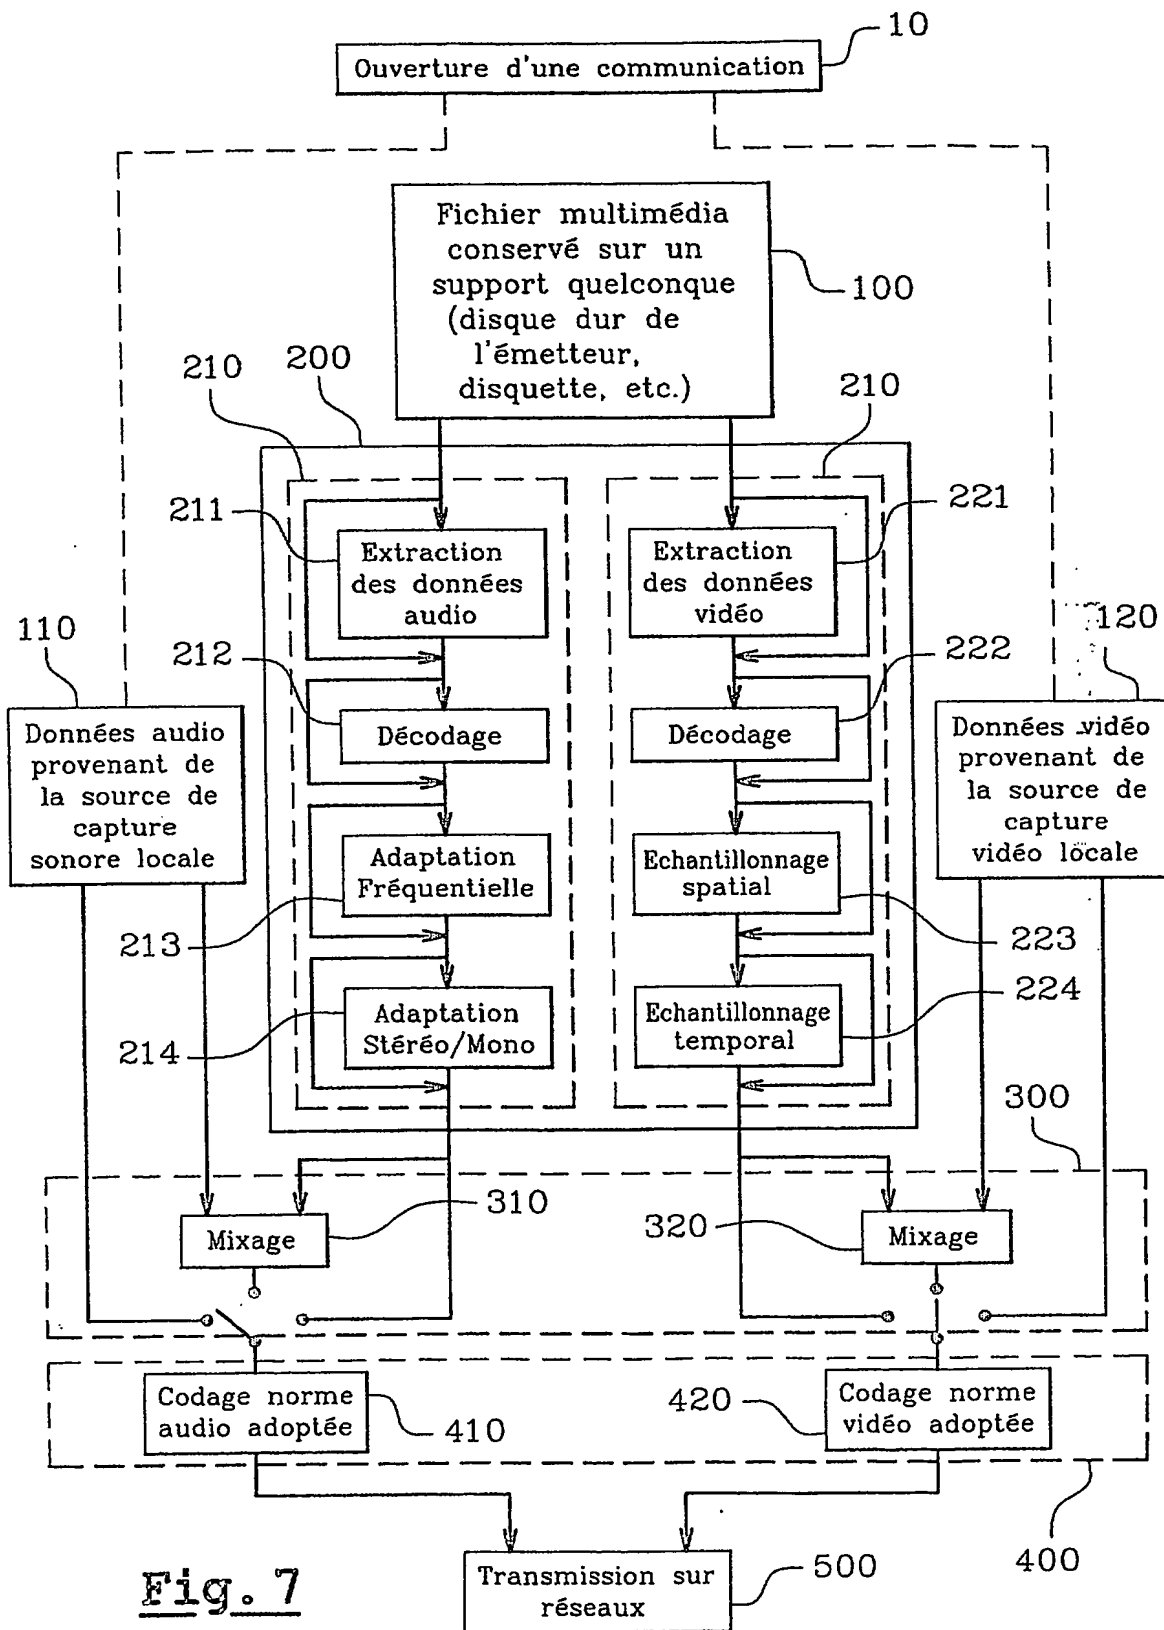 10
Ouverture d'une communication
Fichier multimédia
conservé sur un
support quelconque
(disque dur de
l'émetteur,
disquette, etc.)
100
200
210
210
211
Extraction
des données
audio
Extraction
des données
vidéo
221
110
120
212
222
Données audio
provenant de
la source de
capture
sonore locale
Décodage
Décodage
Données vidéo
provenant de
la source de
capture
vidéo locale
Adaptation
Fréquentielle
Echantillonnage
spatial
213
223
Adaptation
Stéréo/Mono
Echantillonnage
temporal
214
224
300
310
Mixage
320
Mixage
Codage norme
audio adoptée
410
420
Codage norme
vidéo adoptée
400
Transmission sur
réseaux
500
Fig. 7